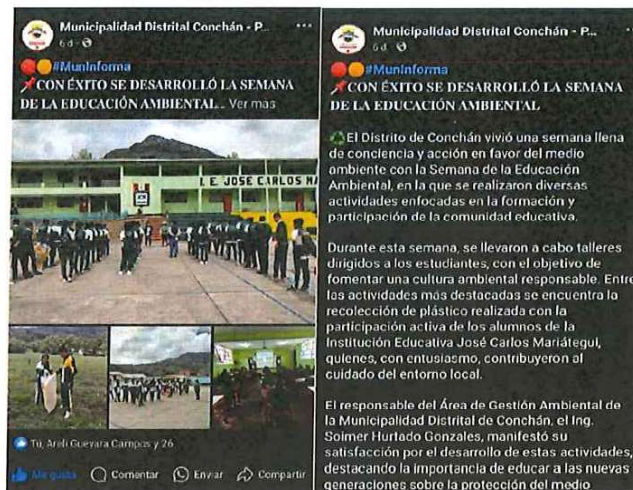 Municipalidad Distrital Conchán - P...
6 d
#MunInforma
📌CON ÉXITO SE DESARROLLÓ LA SEMANA
DE LA EDUCACIÓN AMBIENTAL... Ver mas
I. E. JOSE CARLOS MA
Tú, Areli Guevara Campos y 26
Me gusta Comentar Enviar Compartir
Municipalidad Distrital Conchán - P...
6 d
#MunInforma
📌CON ÉXITO SE DESARROLLÓ LA SEMANA
DE LA EDUCACIÓN AMBIENTAL
♻El Distrito de Conchán vivió una semana llena
de conciencia y acción en favor del medio
ambiente con la Semana de la Educación
Ambiental, en la que se realizaron diversas
actividades enfocadas en la formación y
participación de la comunidad educativa.
Durante esta semana, se llevaron a cabo talleres
dirigidos a los estudiantes, con el objetivo de
fomentar una cultura ambiental responsable. Entre
las actividades más destacadas se encuentra la
recolección de plástico realizada con la
participación activa de los alumnos de la
Institución Educativa José Carlos Mariátegui,
quienes, con entusiasmo, contribuyeron al
cuidado del entorno local.
El responsable del Área de Gestión Ambiental de
la Municipalidad Distrital de Conchán, el Ing.
Soimer Hurtado Gonzales, manifestó su
satisfacción por el desarrollo de estas actividades,
destacando la importancia de educar a las nuevas
generaciones sobre la protección del medio